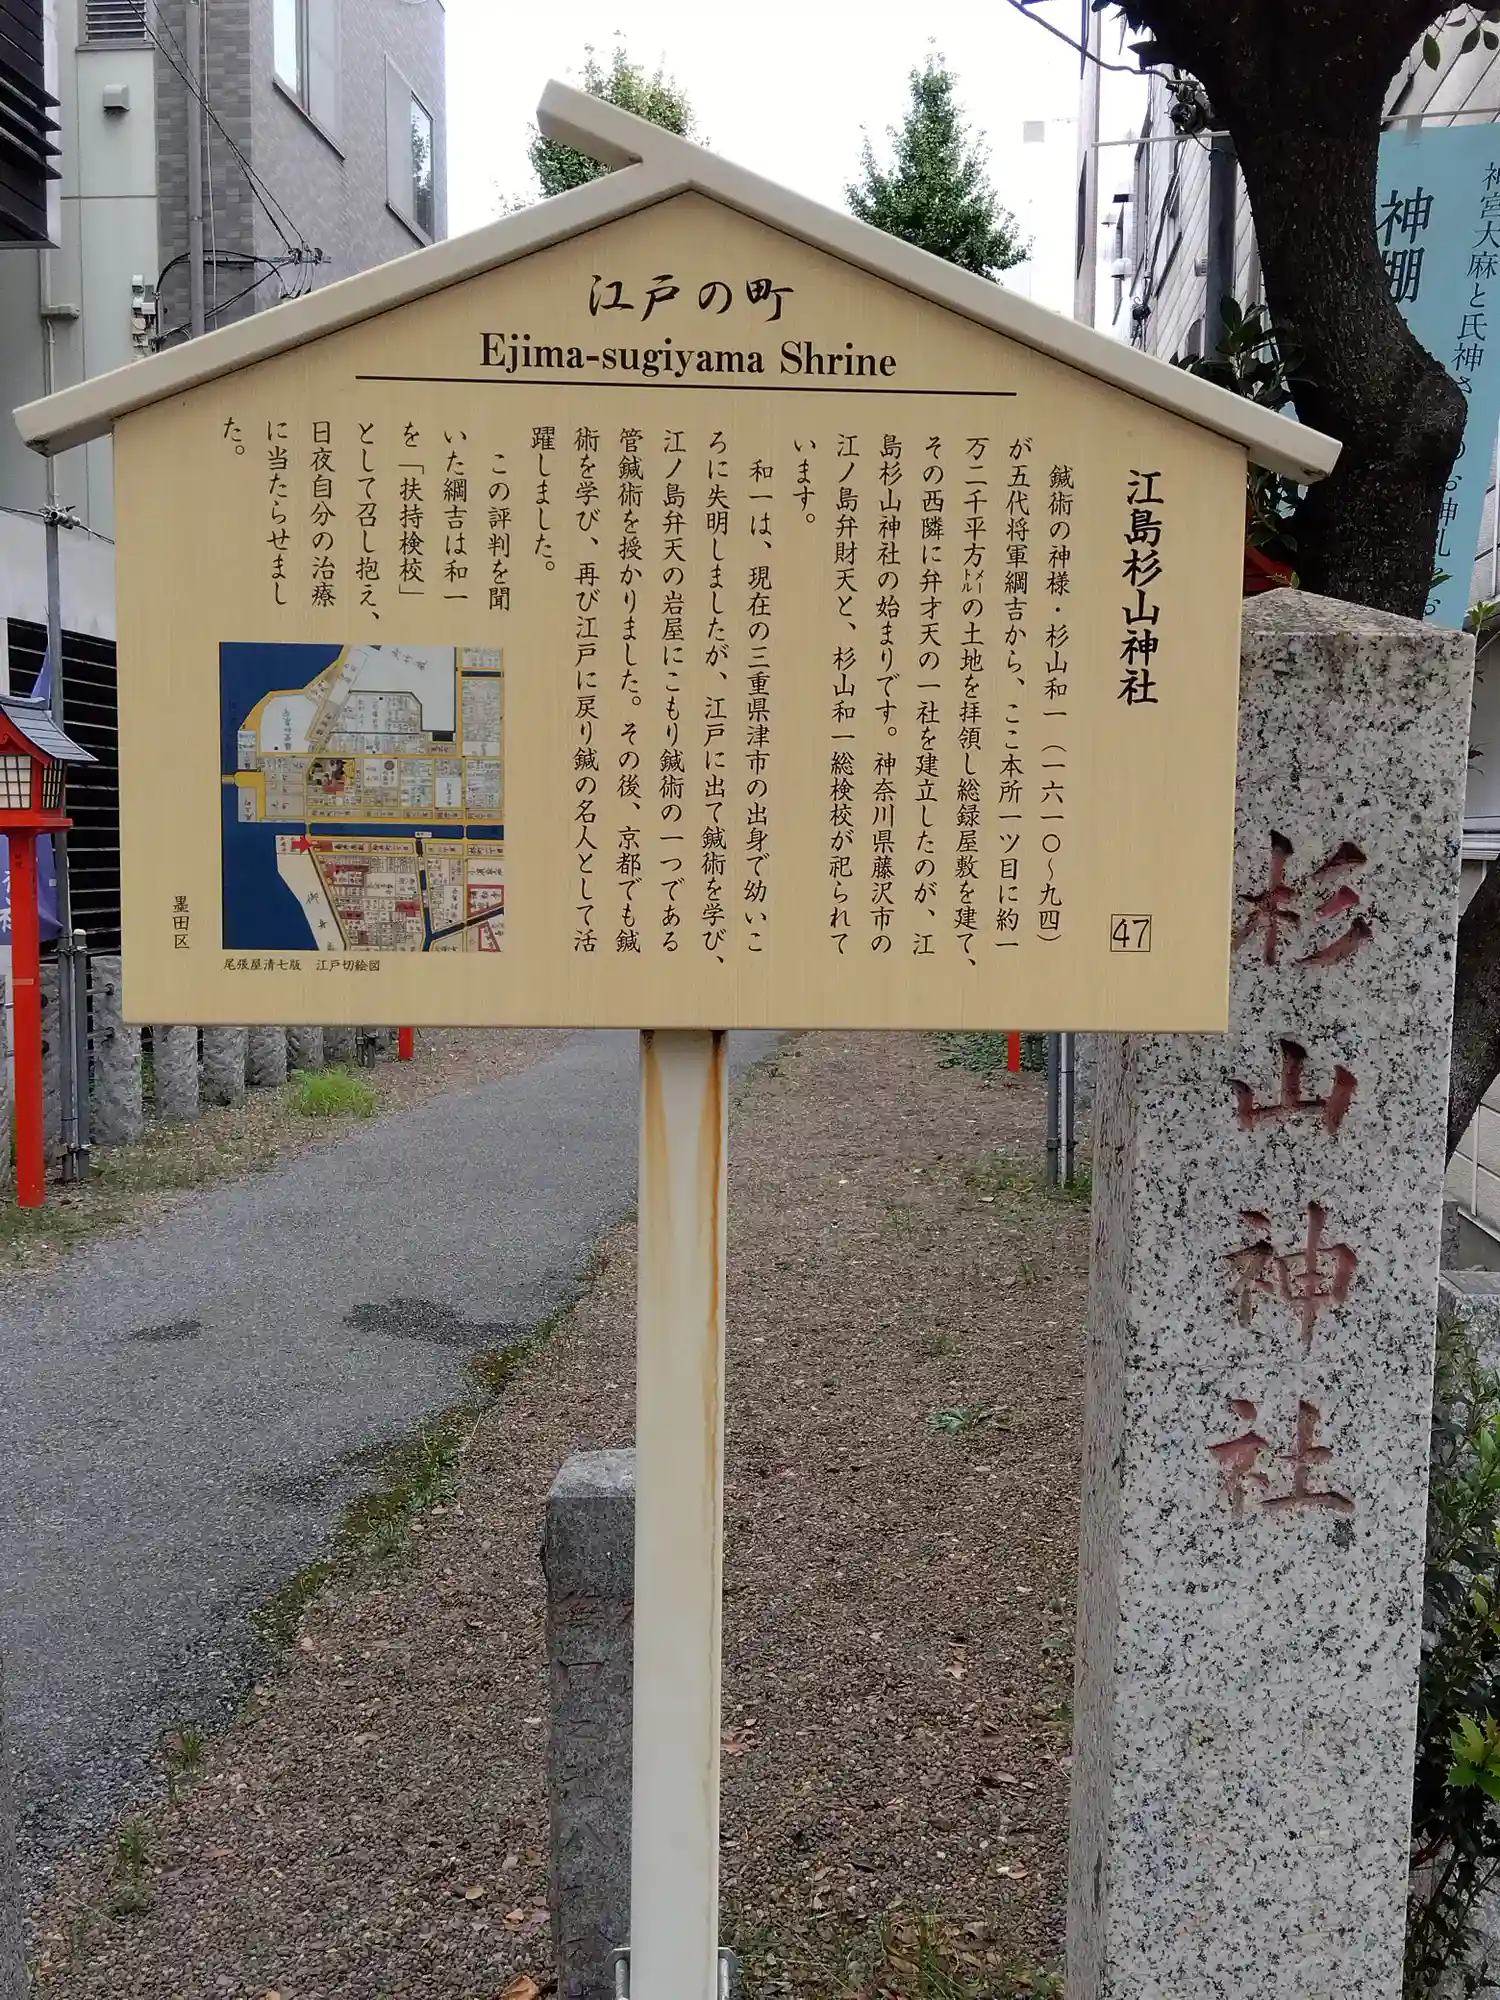 江戸の町
Ejima-sugiyama Shrine
江島杉山神社
47
鍼術の神様・杉山和一(一六一〇〜九四)
が五代将軍綱吉から、ここ本所一ツ目に約一
万二千平方メートルの土地を拝領し総録屋敷を建て、
その西隣に弁才天の一社を建立したのが、江
島杉山神社の始まりです。神奈川県藤沢市の
江ノ島弁財天と、杉山和一総検校が祀られて
います。
和一は、現在の三重県津市の出身で幼いこ
ろに失明しましたが、江戸に出て鍼術を学び、
江ノ島弁天の岩屋にこもり鍼術の一つである
管鍼術を授かりました。その後、京都でも鍼
術を学び、再び江戸に戻り鍼の名人として活
躍しました。
この評判を聞
いた綱吉は和一
を「扶持検校」
として召し抱え、
日夜自分の治療
に当たらせまし
た。
尾張屋清七版 江戸切絵図
墨田区
杉山神社
神宮大麻と氏神さ
神棚
のお神札をお